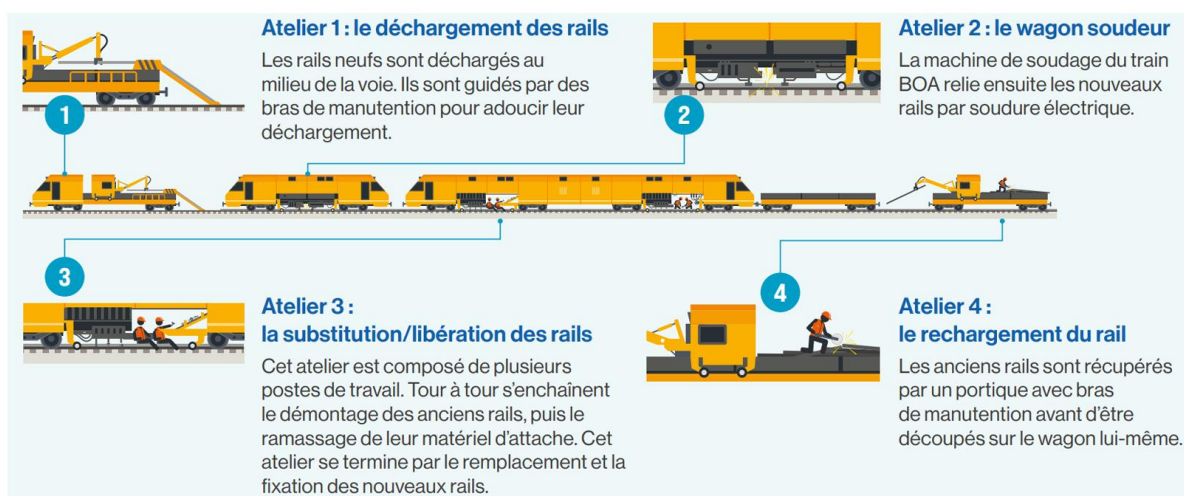 Atelier 1 : le déchargement des rails
Les rails neufs sont déchargés au
milieu de la voie. Ils sont guidés par des
bras de manutention pour adoucir leur
déchargement.
1
Atelier 2 : le wagon soudeur
La machine de soudage du train
BOA relie ensuite les nouveaux
rails par soudure électrique.
2
3
Atelier 3 :
la substitution/libération des rails
Cet atelier est composé de plusieurs
postes de travail. Tour à tour s’enchaînent
le démontage des anciens rails, puis le
ramassage de leur matériel d’attache. Cet
atelier se termine par le remplacement et la
fixation des nouveaux rails.
4
Atelier 4 :
le rechargement du rail
Les anciens rails sont récupérés
par un portique avec bras
de manutention avant d’être
découpés sur le wagon lui-même.